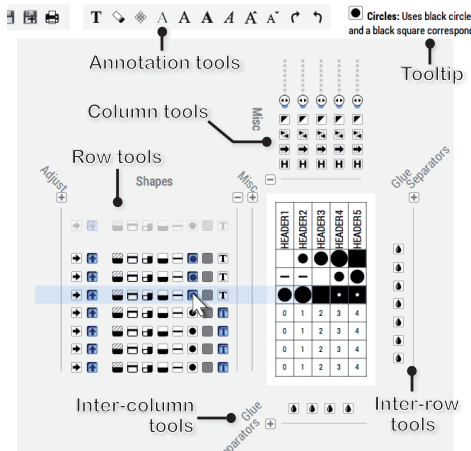 T A A A A A A
Circles: Uses black circle
and a black square correspond
Annotation tools
Tooltip
Column tools
Misc
Row tools
Adjust
Shapes
Misc
Glue
Separators
H H H H H
HEADER1 HEADER2 HEADER3 HEADER4 HEADER5
T
T
T
T
T
T
T
T
0 1 2 3 4
0 1 2 3 4
0 1 2 3 4
0 1 2 3 4
Inter-column
tools
Glue
parators
Inter-row
tools